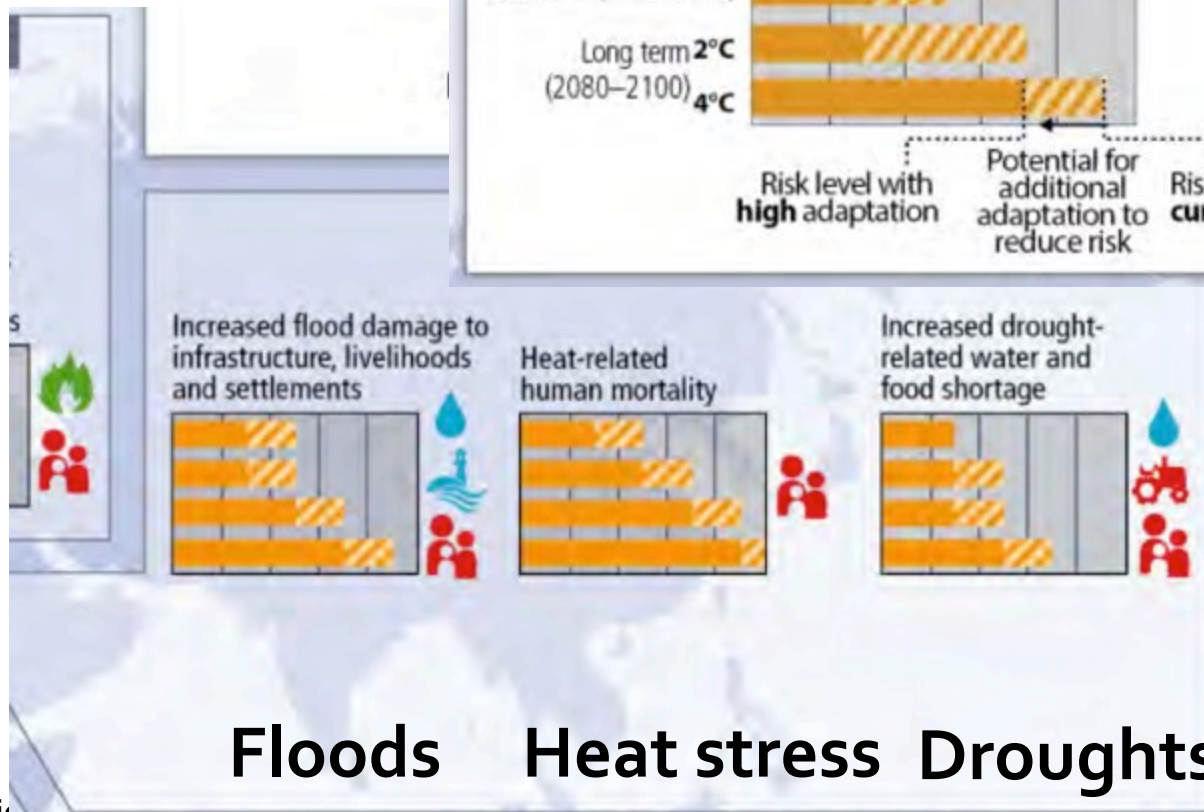 Long term 2°C
(2080–2100) 4°C
Risk level with
high adaptation
Potential for
additional
adaptation to
reduce risk
Increased flood damage to
infrastructure, livelihoods
and settlements
Heat-related
human mortality
Increased drought-
related water and
food shortage
Floods Heat stress Droughts